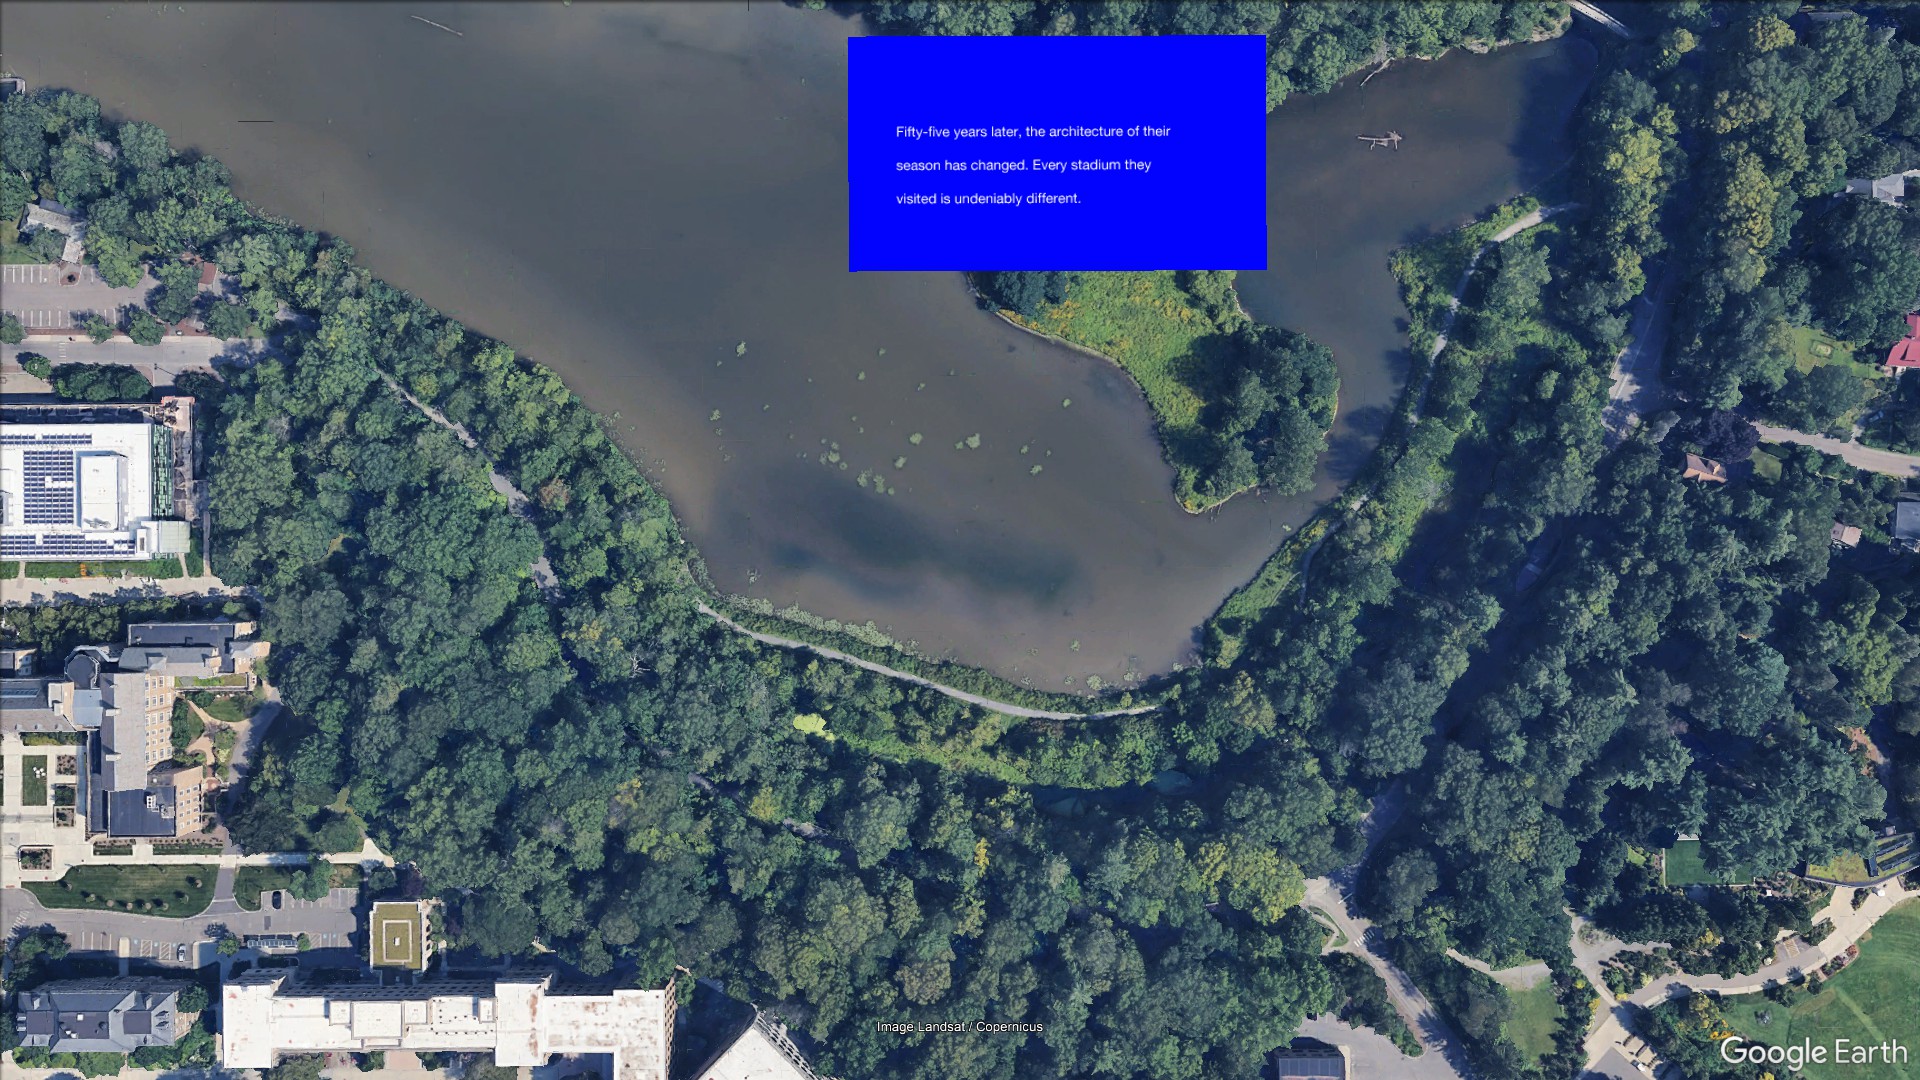 Fifty-five years later, the architecture of their
season has changed. Every stadium they
visited is undeniably different.
Image Landsat / Copernicus
Google Earth